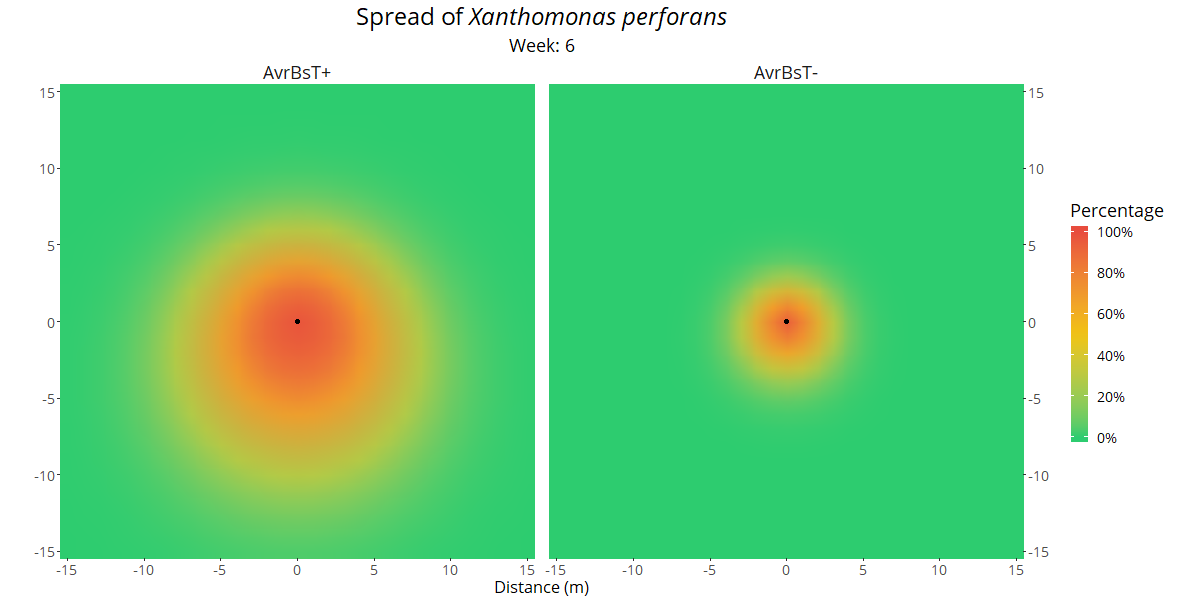 Spread of Xanthomonas perforans
Week: 6
AvrBsT+
AvrBsT-
15
10
5
0
-5
-10
-15
15
10
5
0
-5
-10
-15
-15 -10 -5 0 5 10 15
-15 -10 -5 0 5 10 15
Distance (m)
Percentage
100%
80%
60%
40%
20%
0%